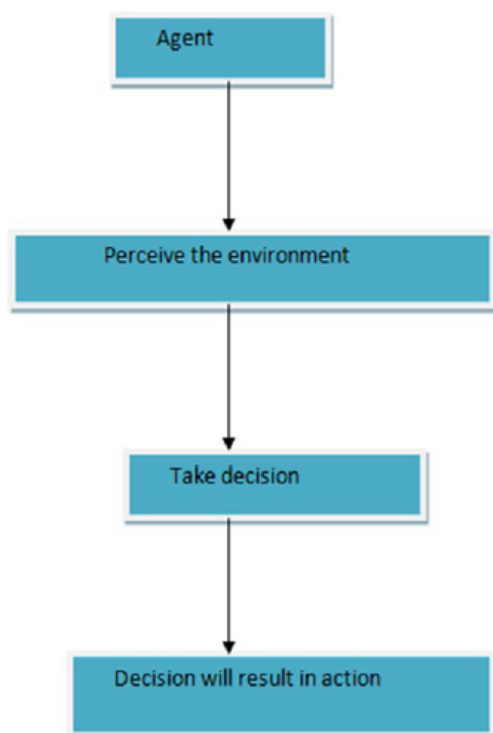 Agent
Perceive the environment
Take decision
Decision will result in action